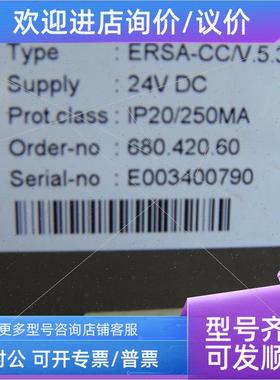 欢迎进店询价/议价
Type : ERSA-CC/V.5.3
Supply : 24V DC
Prot.class : IP20/250MA
Order-no : 680.420.60
Serial-no : E003400790
更多型号咨询店铺客服
对公 可开专票/普票
型号齐
可发顺